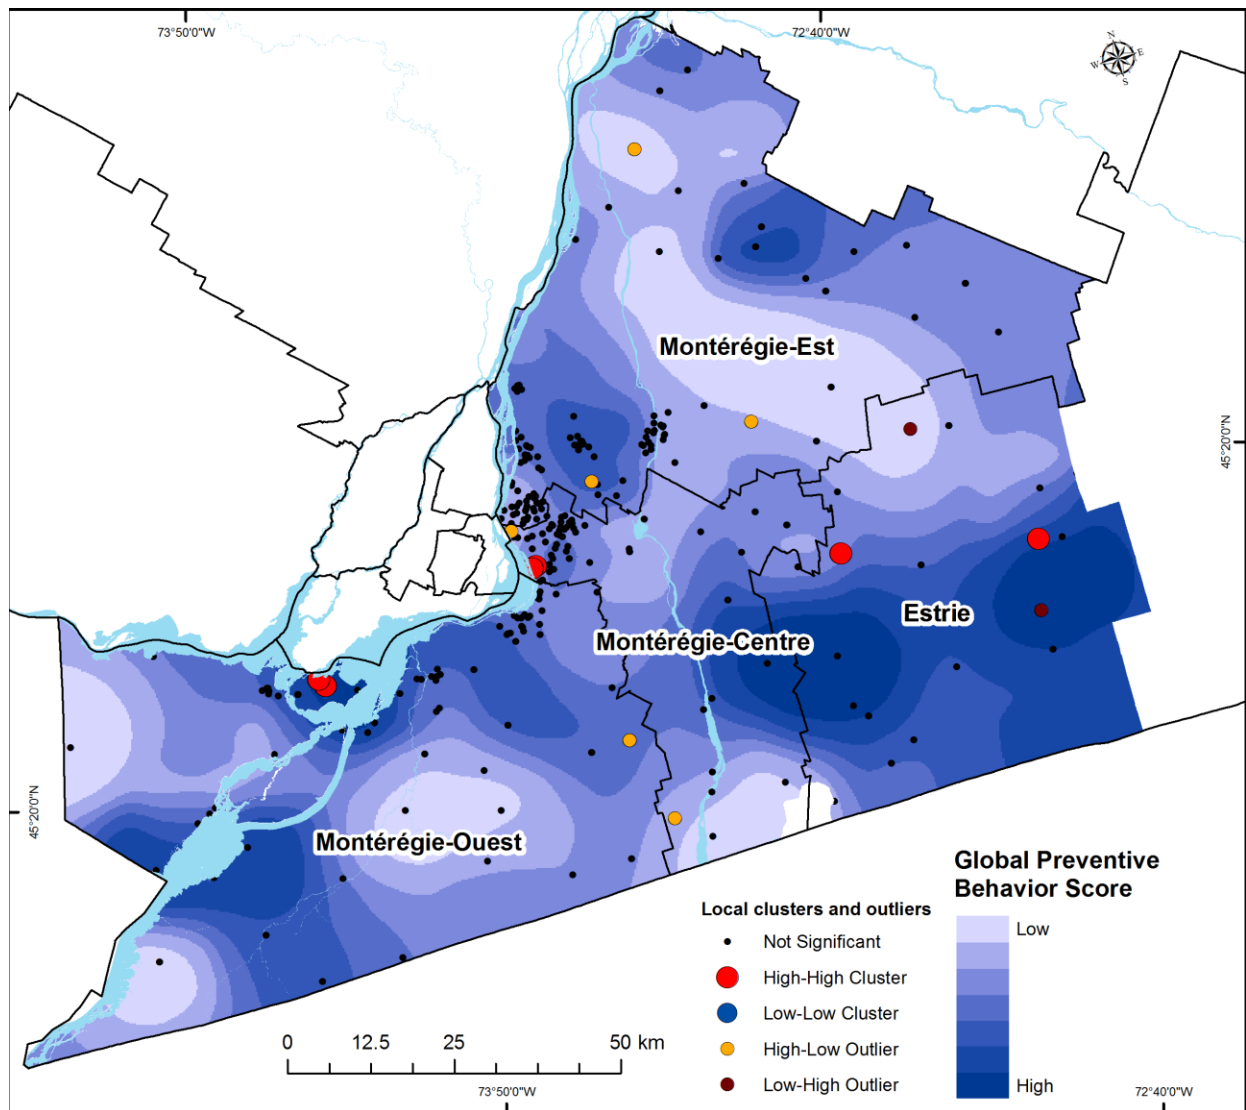 73°50'0"W
72°40'0"W
N
W E
S
Montérégie-Est
45°20'0"N
Estrie
Montérégie-Centre
45°20'0"N
Montérégie-Ouest
Global Preventive
Behavior Score
Low
High
Local clusters and outliers
Not Significant
High-High Cluster
Low-Low Cluster
High-Low Outlier
Low-High Outlier
0 12.5 25 50 km
73°50'0"W
72°40'0"W